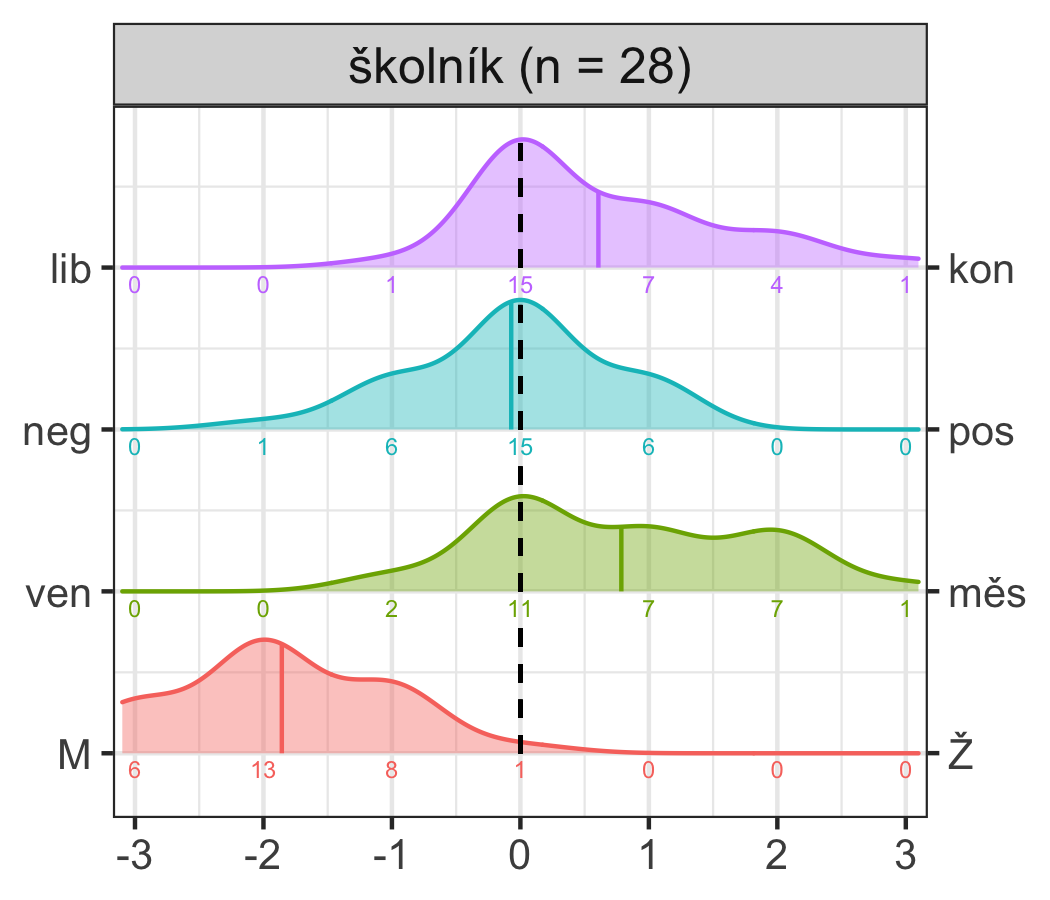 školník (n = 28)
lib kon
0 0 1 15 7 4 1
neg pos
0 1 6 15 6 0 0
ven měs
0 0 2 11 7 7 1
M Ž
6 13 8 1 0 0 0
-3 -2 -1 0 1 2 3